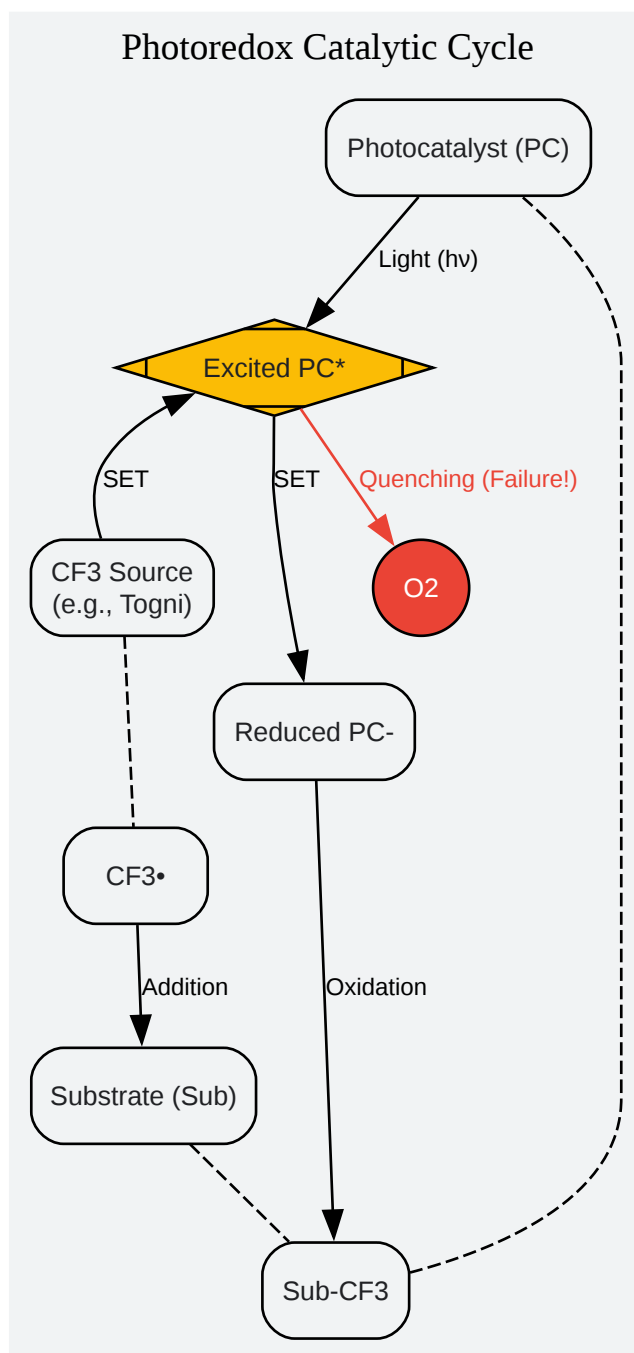 Photoredox Catalytic Cycle
Photocatalyst (PC)
Light (hν)
Excited PC*
SET
SET
Quenching (Failure!)
CF3 Source
(e.g., Togni)
O2
Reduced PC-
CF3•
Addition
Oxidation
Substrate (Sub)
Sub-CF3